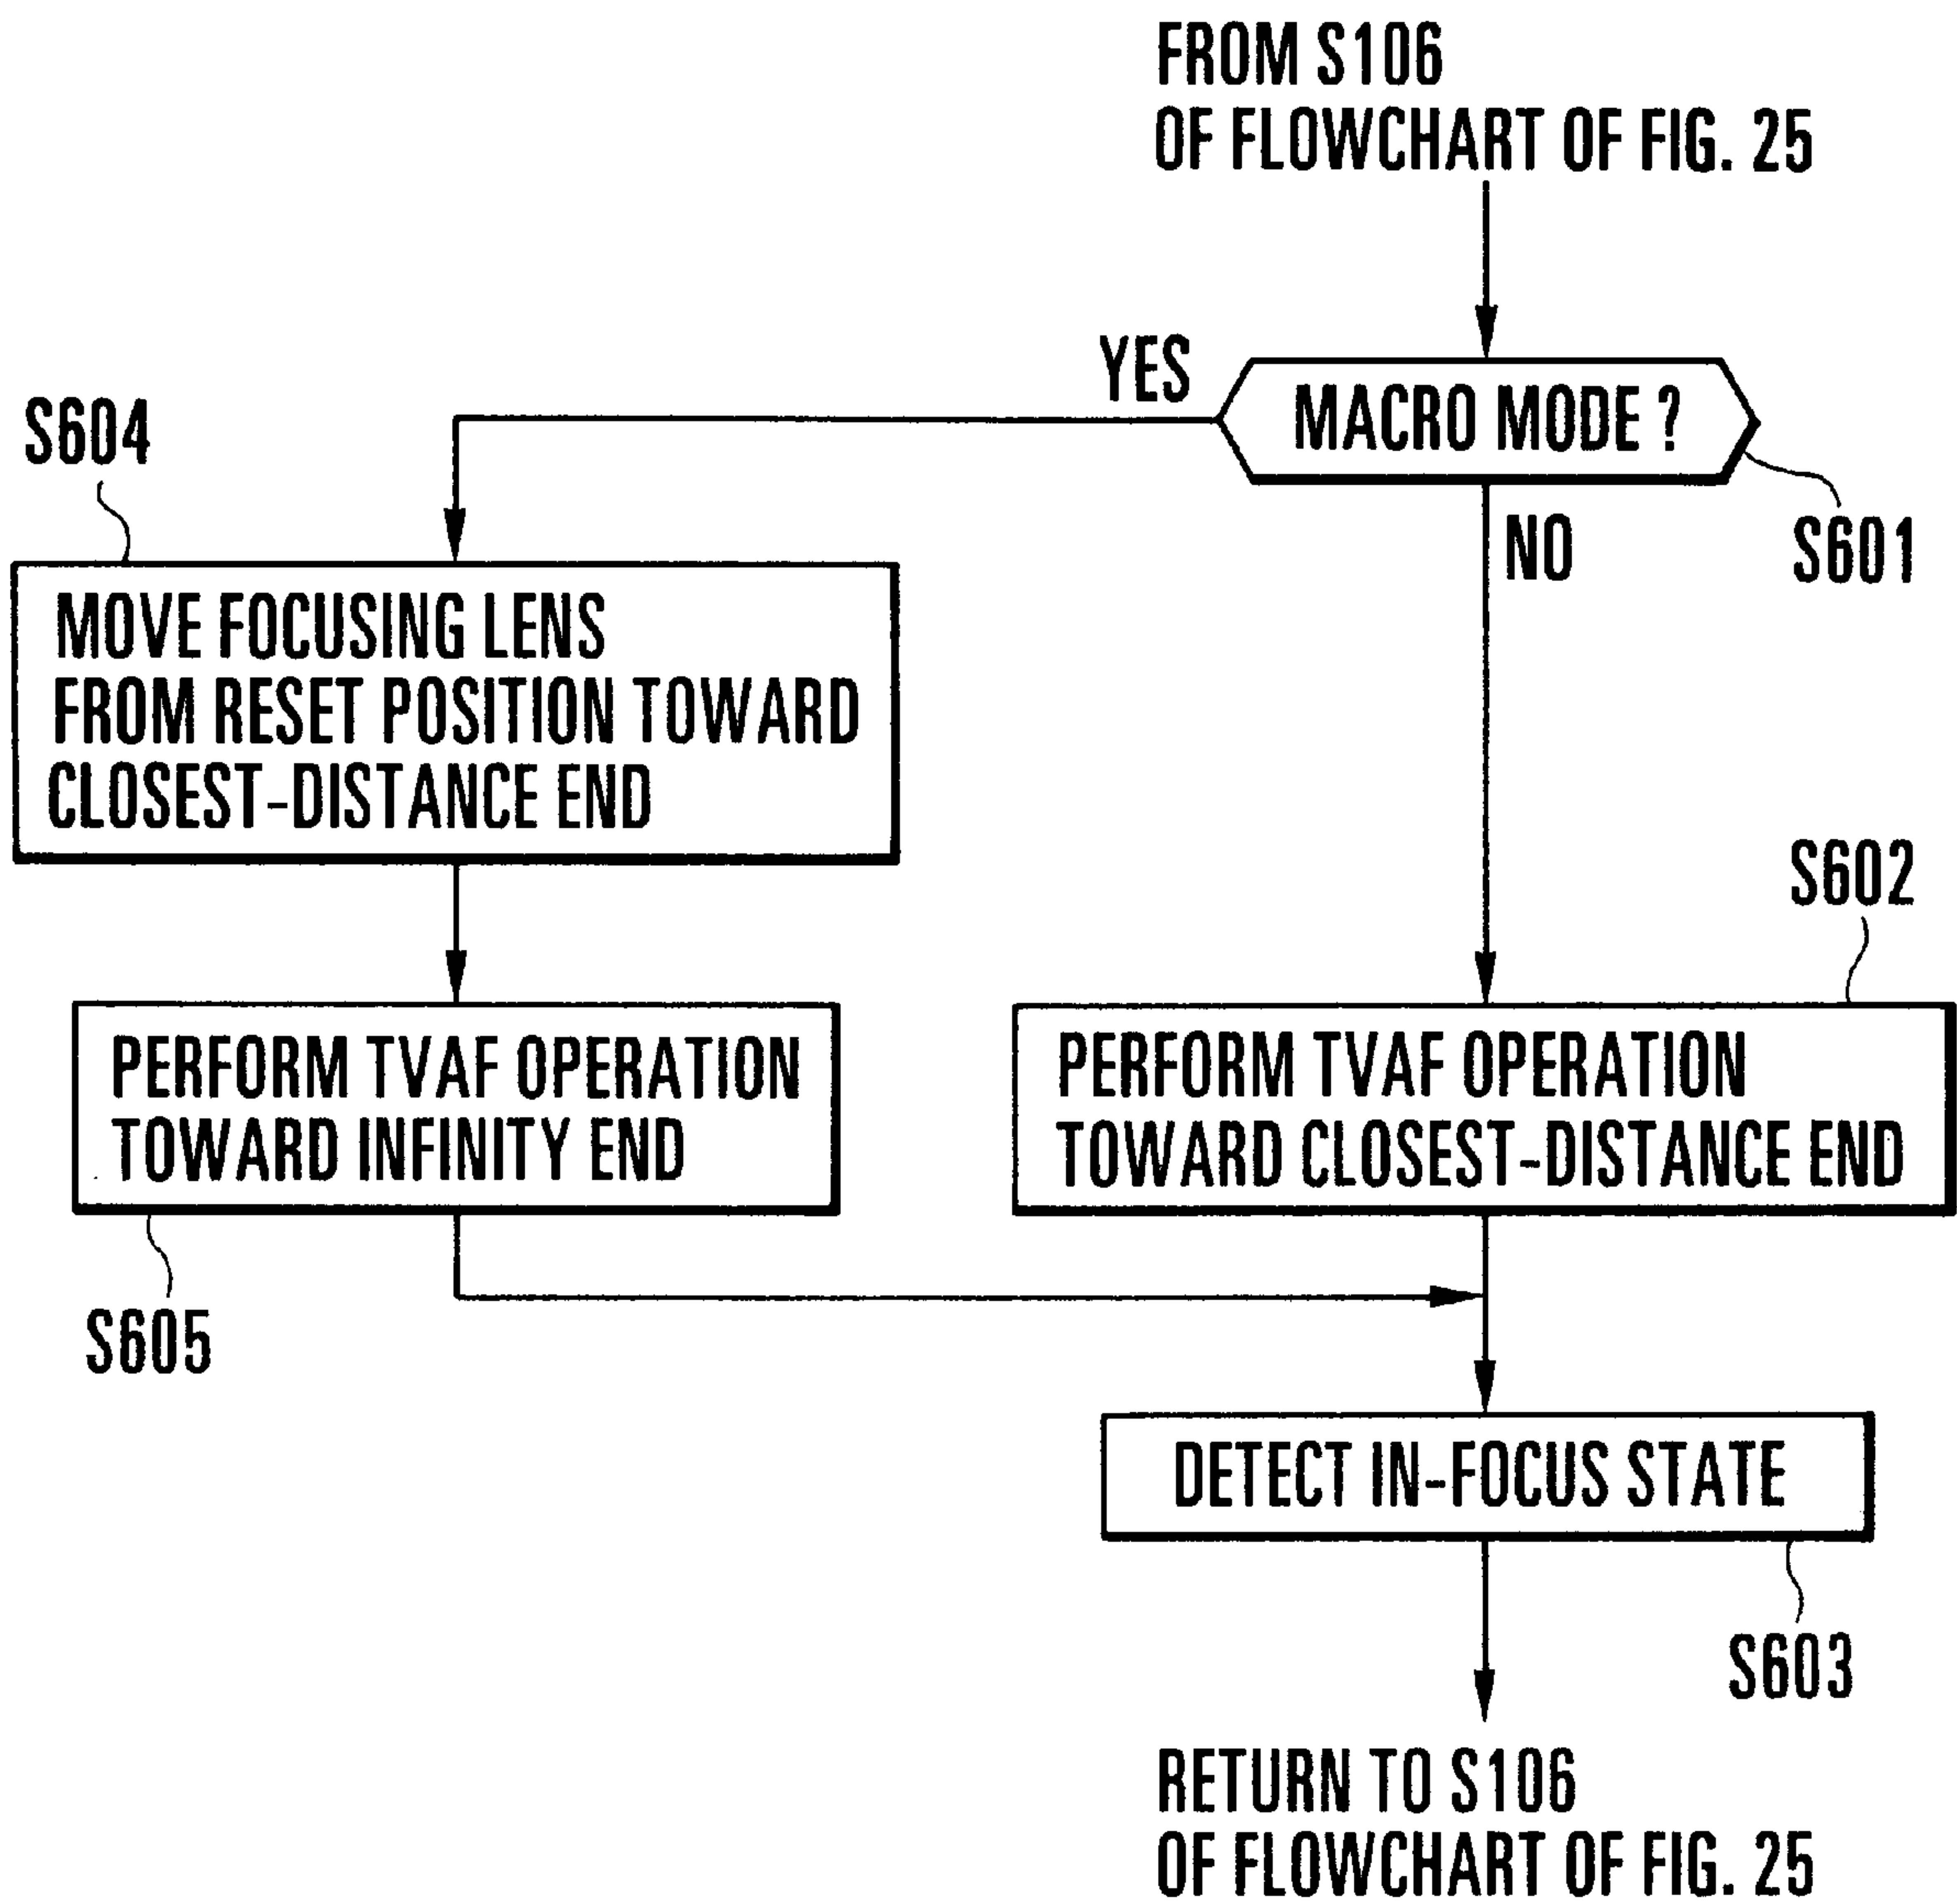 FROM S106
OF FLOWCHART OF FIG. 25
YES
MACRO MODE ?
S601
NO
S604
MOVE FOCUSING LENS
FROM RESET POSITION TOWARD
CLOSEST-DISTANCE END
S602
PERFORM TVAF OPERATION
TOWARD INFINITY END
S605
PERFORM TVAF OPERATION
TOWARD CLOSEST-DISTANCE END
DETECT IN-FOCUS STATE
S603
RETURN TO S106
OF FLOWCHART OF FIG. 25